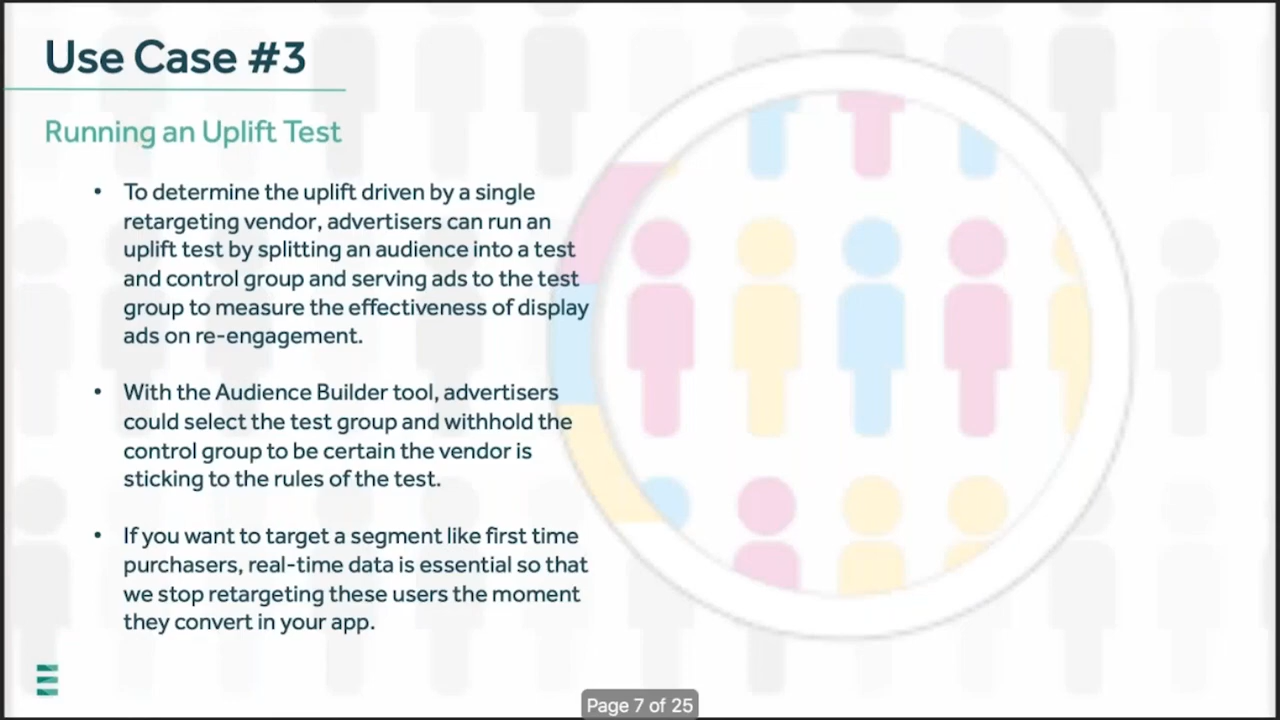 Use Case #3
Running an Uplift Test
• To determine the uplift driven by a single
retargeting vendor, advertisers can run an
uplift test by splitting an audience into a test
and control group and serving ads to the test
group to measure the effectiveness of display
ads on re-engagement.
• With the Audience Builder tool, advertisers
could select the test group and withhold the
control group to be certain the vendor is
sticking to the rules of the test.
• If you want to target a segment like first time
purchasers, real-time data is essential so that
we stop retargeting these users the moment
they convert in your app.
Page 7 of 25